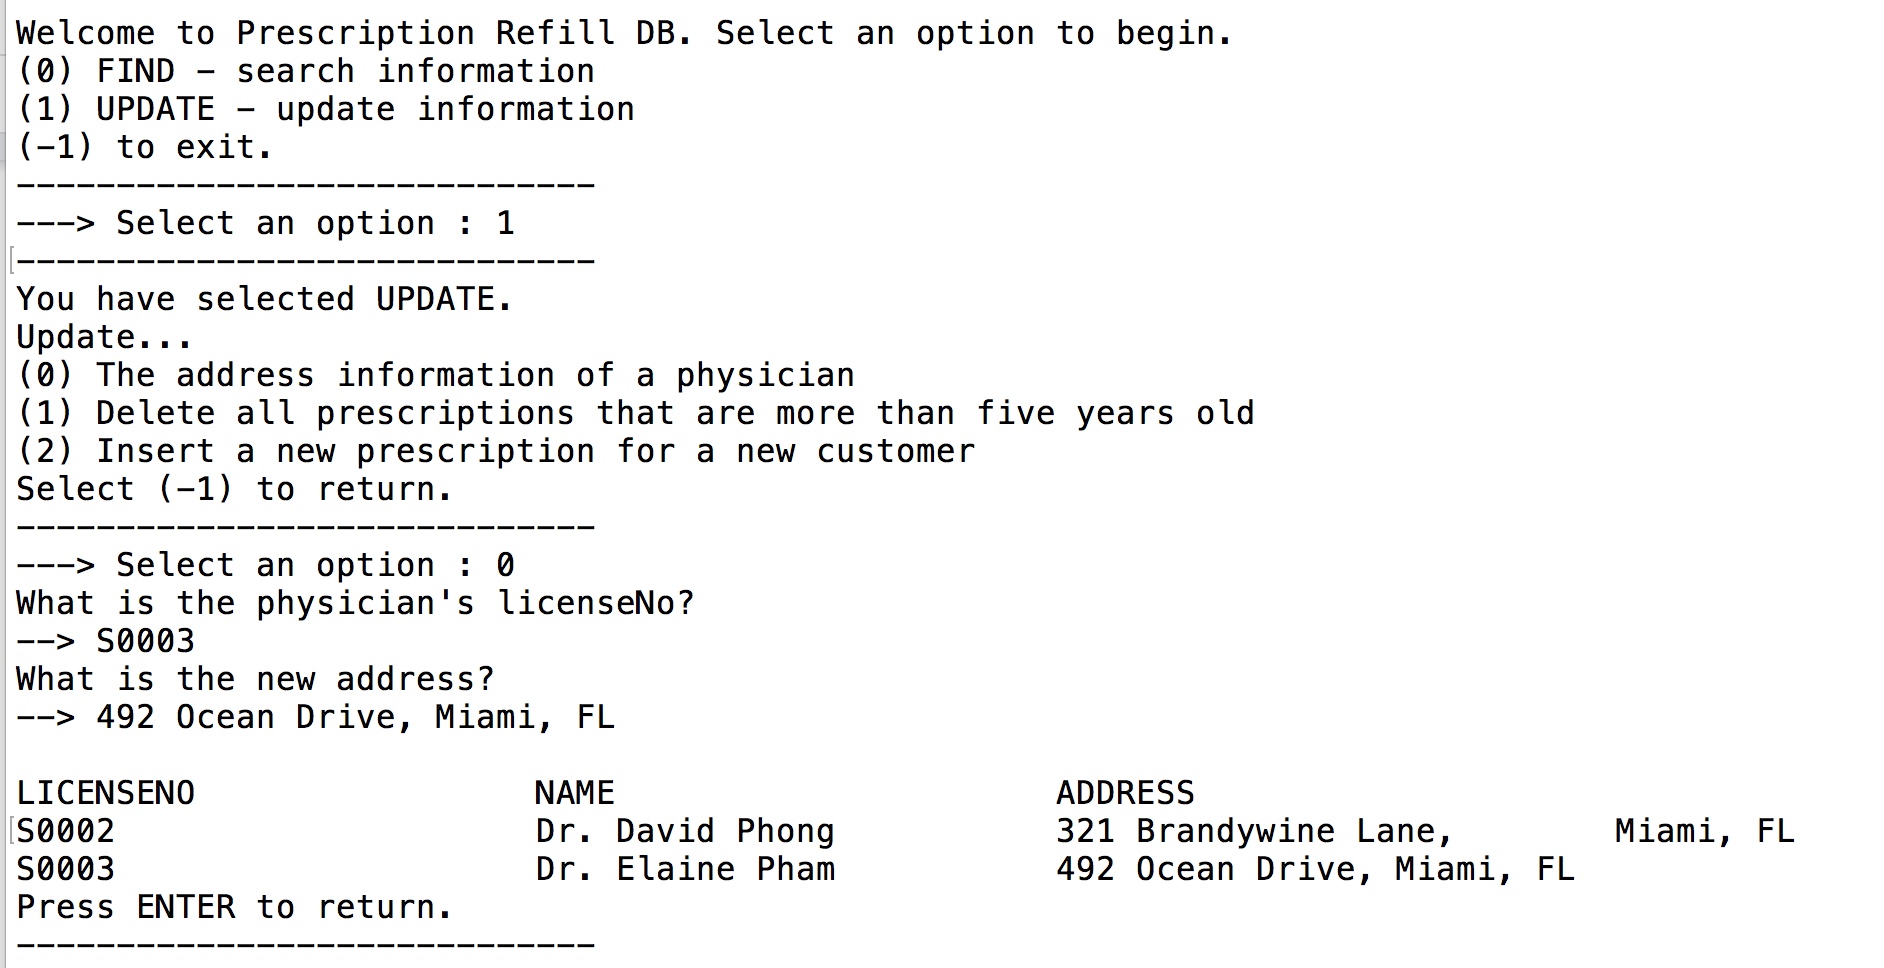 Welcome to Prescription Refill DB. Select an option to begin.
(0) FIND – search information
(1) UPDATE – update information
(-1) to exit.
-----------------------------
---> Select an option : 1
-----------------------------
You have selected UPDATE.
Update...
(0) The address information of a physician
(1) Delete all prescriptions that are more than five years old
(2) Insert a new prescription for a new customer
Select (-1) to return.
-----------------------------
---> Select an option : 0
What is the physician's licenseNo?
--> S0003
What is the new address?
--> 492 Ocean Drive, Miami, FL
LICENSENO NAME ADDRESS
S0002 Dr. David Phong 321 Brandywine Lane, Miami, FL
S0003 Dr. Elaine Pham 492 Ocean Drive, Miami, FL
Press ENTER to return.
-----------------------------